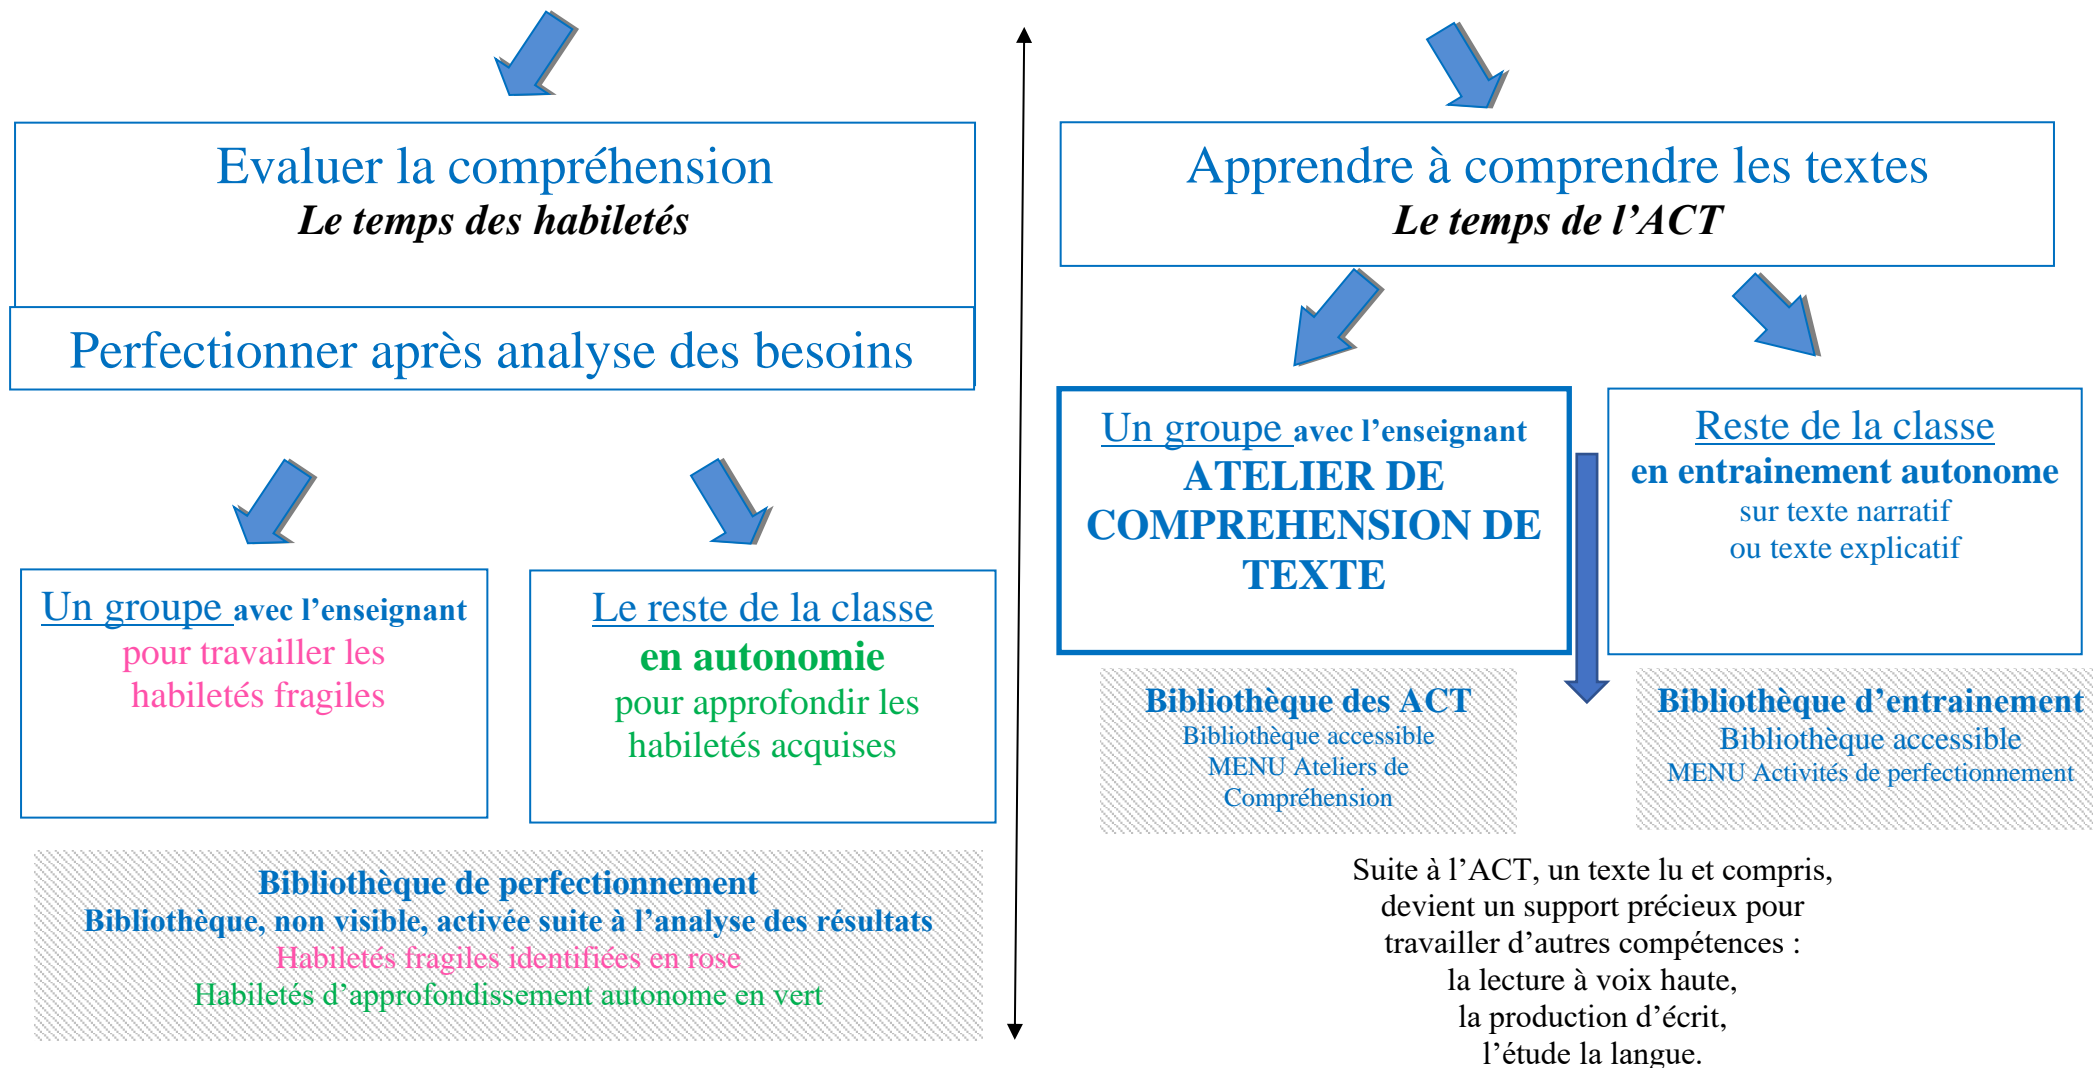 Evaluer la compréhension
Le temps des habiletés
Perfectionner après analyse des besoins
Un groupe avec l’enseignant
pour travailler les
habiletés fragiles
Le reste de la classe
en autonomie
pour approfondir les
habiletés acquises
Bibliothèque de perfectionnement
Bibliothèque, non visible, activée suite à l’analyse des résultats
Habiletés fragiles identifiées en rose
Habiletés d’approfondissement autonome en vert
Apprendre à comprendre les textes
Le temps de l’ACT
Un groupe avec l’enseignant
ATELIER DE
COMPREHENSION DE
TEXTE
Reste de la classe
en entrainement autonome
sur texte narratif
ou texte explicatif
Bibliothèque des ACT
Bibliothèque accessible
MENU Ateliers de
Compréhension
Bibliothèque d’entrainement
Bibliothèque accessible
MENU Activités de perfectionnement
Suite à l’ACT, un texte lu et compris,
devient un support précieux pour
travailler d’autres compétences :
la lecture à voix haute,
la production d’écrit,
l’étude la langue.